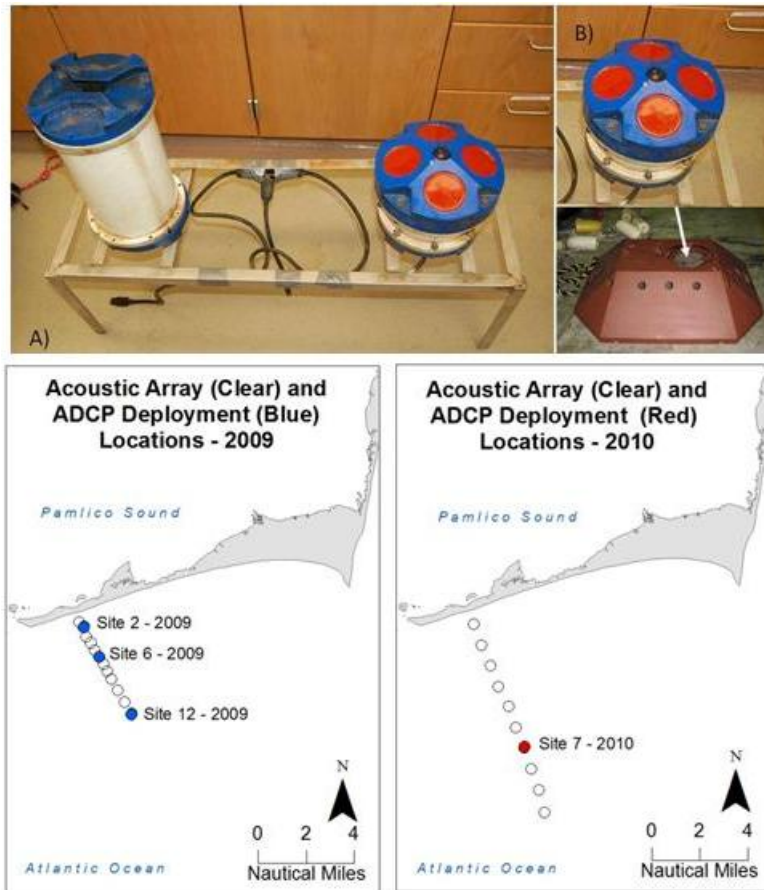 A)
B)
Acoustic Array (Clear) and
ADCP Deployment (Blue)
Locations - 2009
Pamlico Sound
Site 2 - 2009
Site 6 - 2009
Site 12 - 2009
N
0 2 4
Nautical Miles
Atlantic Ocean
Acoustic Array (Clear) and
ADCP Deployment (Red)
Locations - 2010
Pamlico Sound
Site 7 - 2010
N
0 2 4
Nautical Miles
Atlantic Ocean